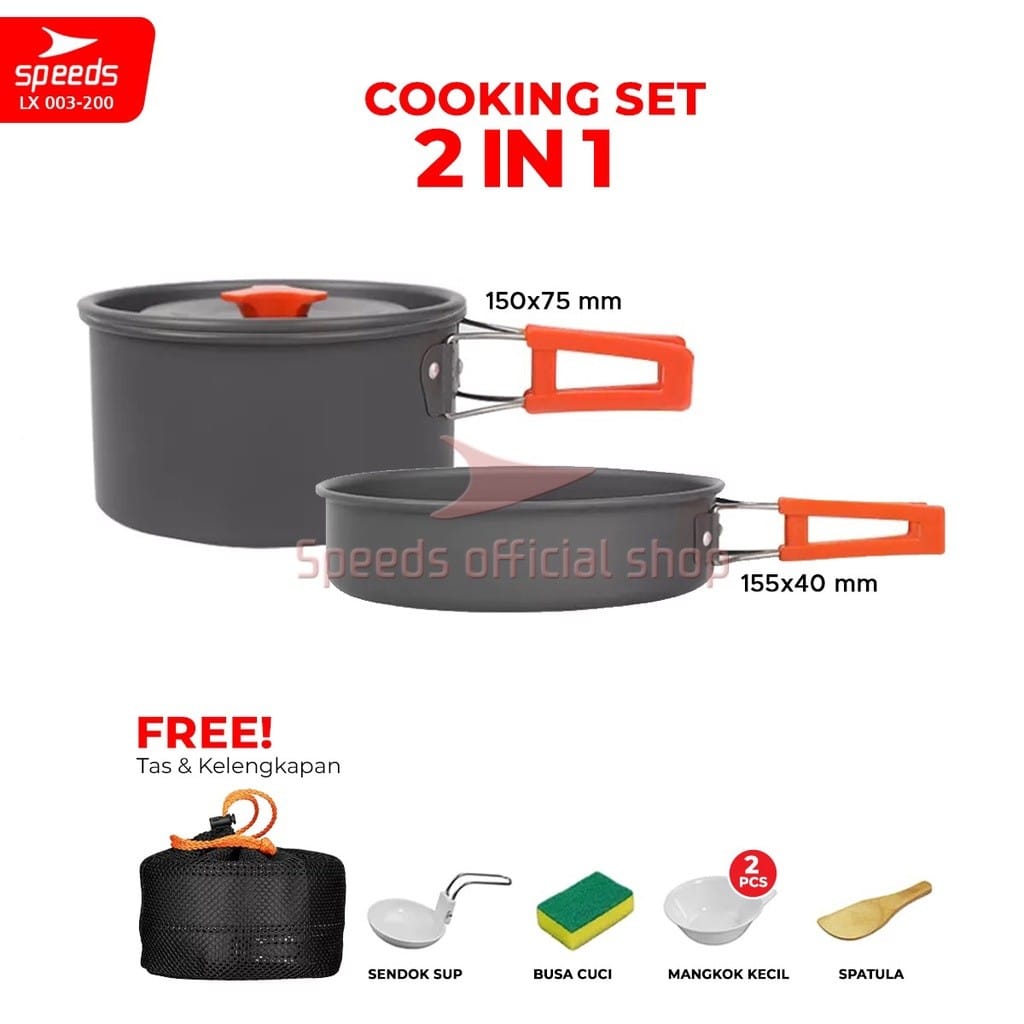 speeds
LX 003-200
COOKING SET
2 IN 1
150x75 mm
Speeds official shop
155x40 mm
FREE!
Tas & Kelengkapan
2
PCS
SENDOK SUP
BUSA CUCI
MANGKOK KECIL
SPATULA